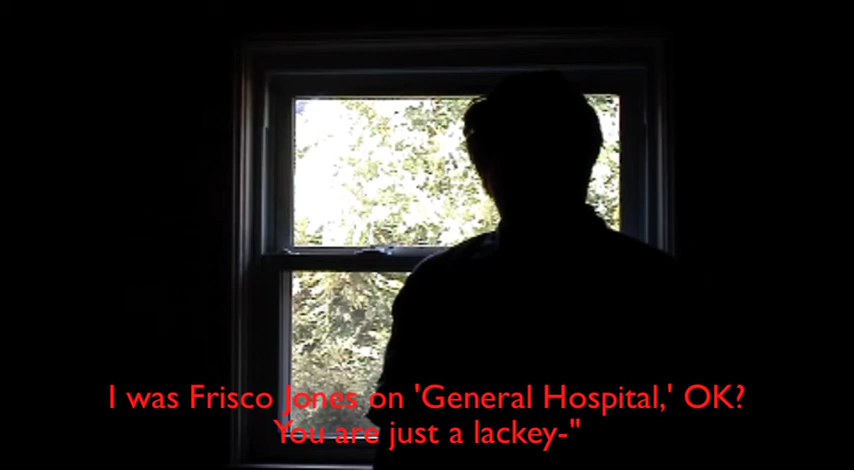 I was Frisco Jones on 'General Hospital,' OK?
You are just a lackey-"